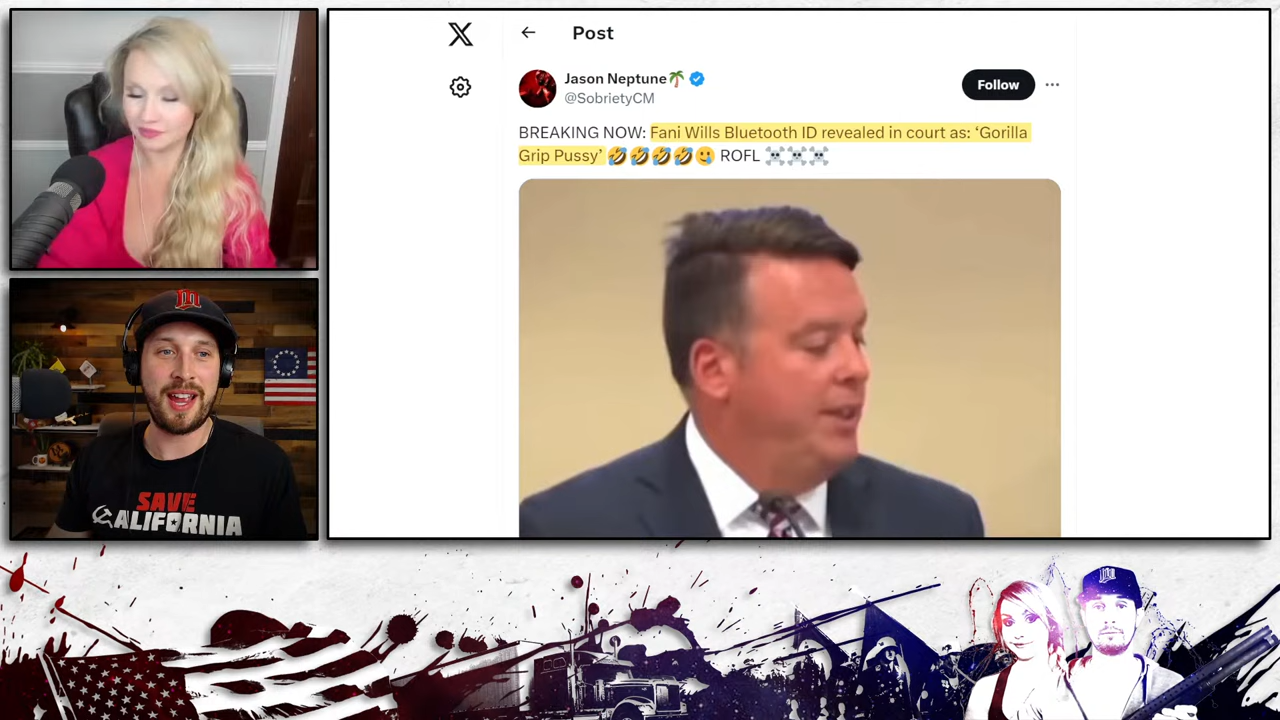 Post
Jason Neptune🌴
@SobrietyCM
Follow
BREAKING NOW: Fani Wills Bluetooth ID revealed in court as: ‘Gorilla
Grip Pussy’ 🤣🤣🤣🤣🥲 ROFL ☠️☠️☠️
SAVE
CALIFORNIA